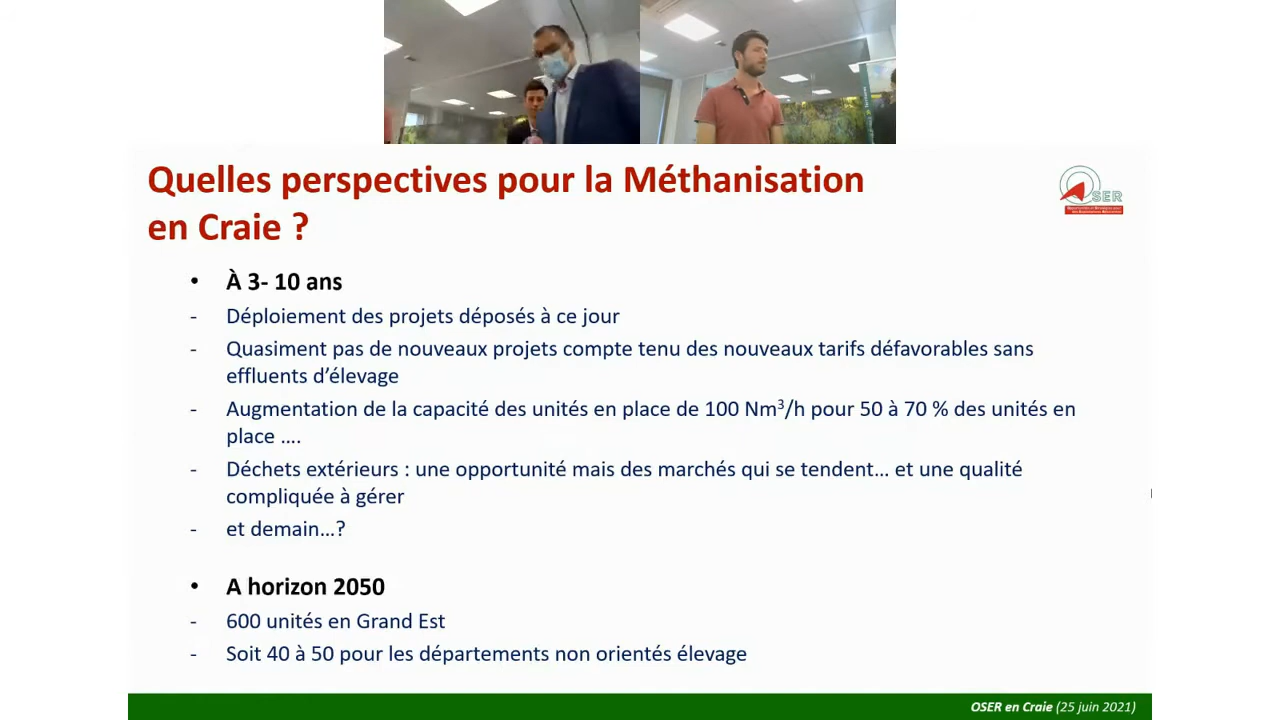 Quelles perspectives pour la Méthanisation
en Craie ?
SER
• À 3- 10 ans
- Déploiement des projets déposés à ce jour
- Quasiment pas de nouveaux projets compte tenu des nouveaux tarifs défavorables sans
effluents d’élevage
- Augmentation de la capacité des unités en place de 100 Nm³/h pour 50 à 70 % des unités en
place ….
- Déchets extérieurs : une opportunité mais des marchés qui se tendent… et une qualité
compliquée à gérer
- et demain…?
• A horizon 2050
- 600 unités en Grand Est
- Soit 40 à 50 pour les départements non orientés élevage
OSER en Craie (25 juin 2021)